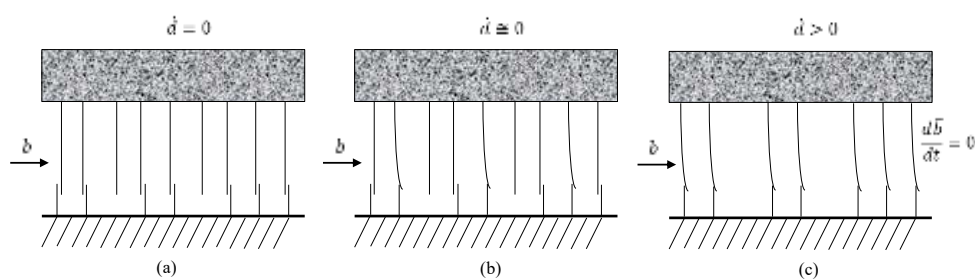 ḋ = 0
ḋ ≅ 0
ḋ > 0
b
b
b
db̄/dt = 0
(a)
(b)
(c)